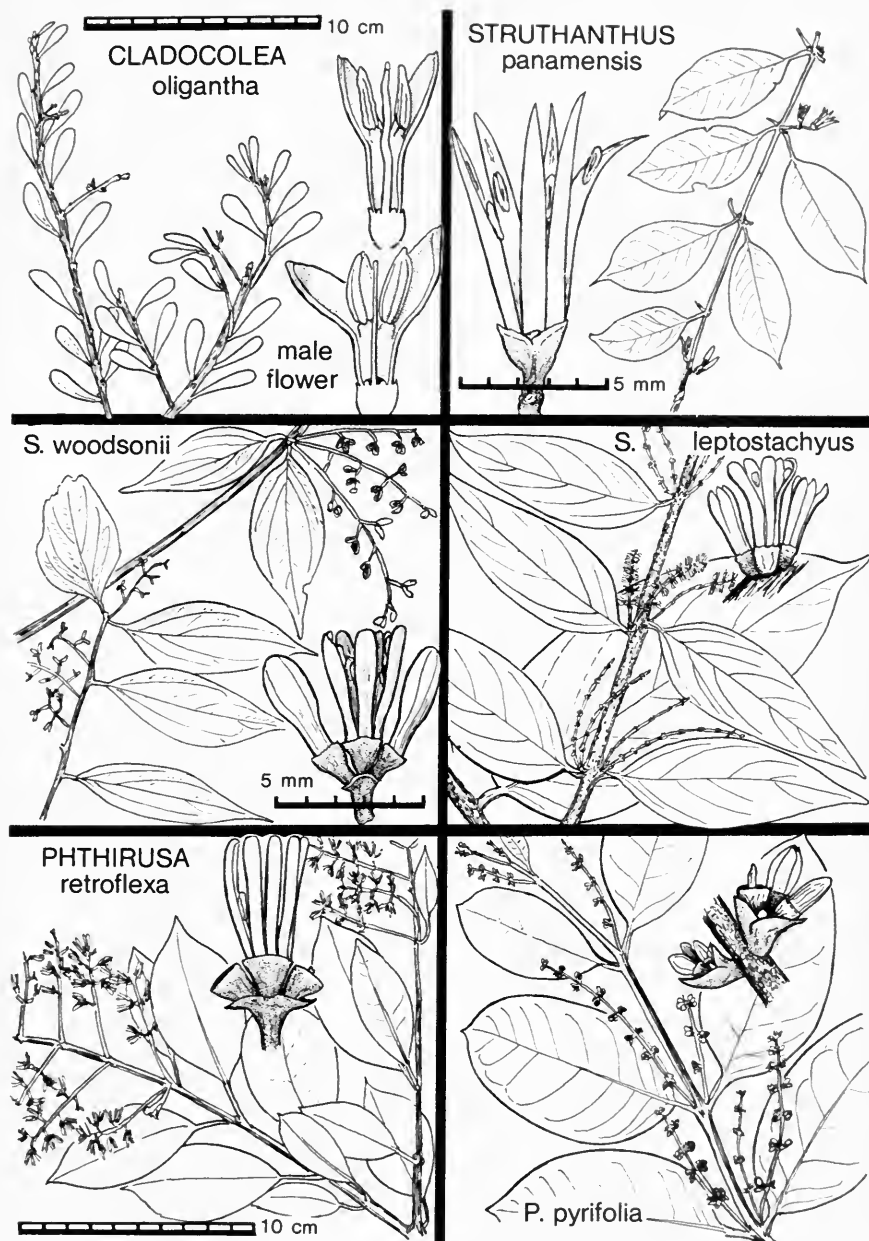 10 cm
CLADOCOLEA
oligantha
male
flower
STRUTHANTHUS
panamensis
5 mm
S. woodsonii
5 mm
S. leptostachyus
PHTHIRUSA
retroflexa
10 cm
P. pyrifolia